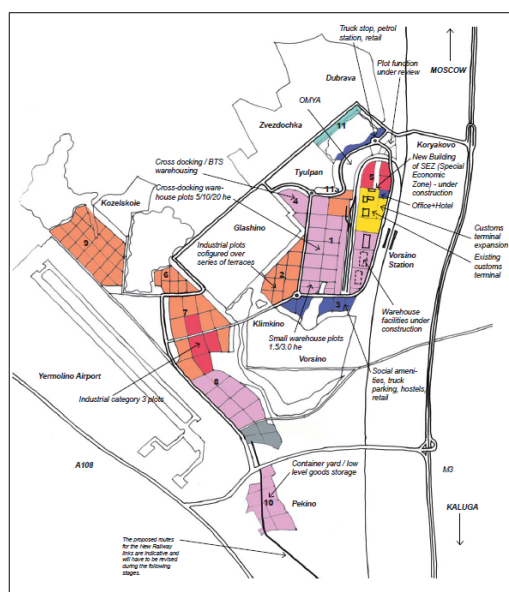 Truck stop, petrol
station, retail
Plot function
under review
MOSCOW
Dubrava
OMYA
Zvezdochka
11
Koryakovo
New Building
of SEZ (Special
Economic
Zone) - under
construction
Cross docking / BTS
warehousing
Tyulpan
11a
5
Kozelskoie
Cross-docking ware-
house plots 5/10/20 he
4
Office+Hotel
Glashino
Customs
terminal
expansion
9
1
Vorsino
Station
Existing
customs
terminal
Industrial plots
cofigured over
series of terraces
6
2
Warehouse
facilities under
construction
7
Klimkino
3
Small warehouse plots
1,5/3.0 he
Vorsino
Social ameni-
ties, truck
parking, hostels,
retail
Yermolino Airport
8
Industrial category 3 plots
A108
Container yard / low
level goods storage
M3
10
Pekino
KALUGA
The proposed routes
for the New Railway
links are indicative and
will have to be revised
during the following
stages.